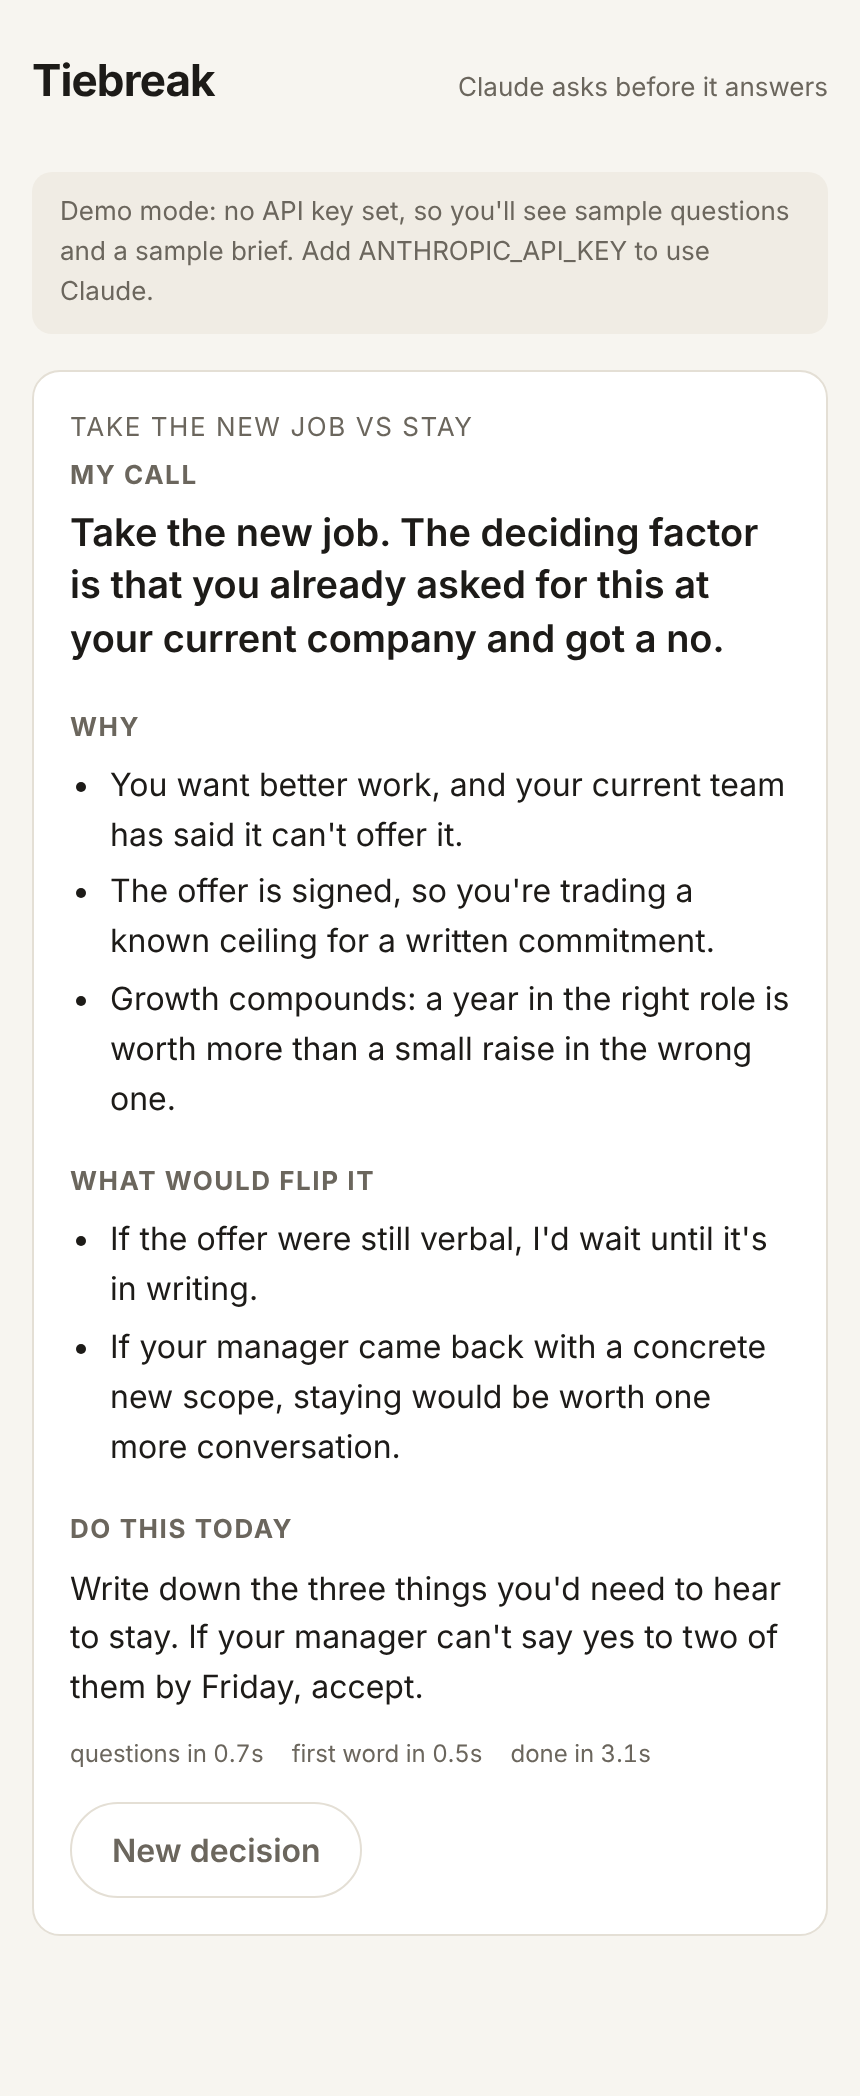 Tiebreak
Claude asks before it answers
Demo mode: no API key set, so you'll see sample questions
and a sample brief. Add ANTHROPIC_API_KEY to use
Claude.
TAKE THE NEW JOB VS STAY
MY CALL
Take the new job. The deciding factor
is that you already asked for this at
your current company and got a no.
WHY
• You want better work, and your current team
has said it can't offer it.
• The offer is signed, so you're trading a
known ceiling for a written commitment.
• Growth compounds: a year in the right role is
worth more than a small raise in the wrong
one.
WHAT WOULD FLIP IT
• If the offer were still verbal, I'd wait until it's
in writing.
• If your manager came back with a concrete
new scope, staying would be worth one
more conversation.
DO THIS TODAY
Write down the three things you'd need to hear
to stay. If your manager can't say yes to two of
them by Friday, accept.
questions in 0.7s first word in 0.5s done in 3.1s
New decision